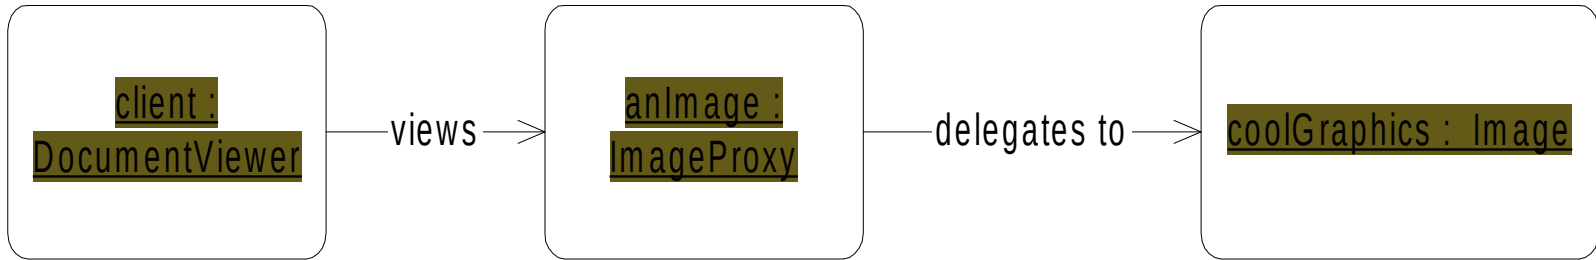 client :
DocumentViewer
views
anImage :
ImageProxy
delegates to
coolGraphics : Image